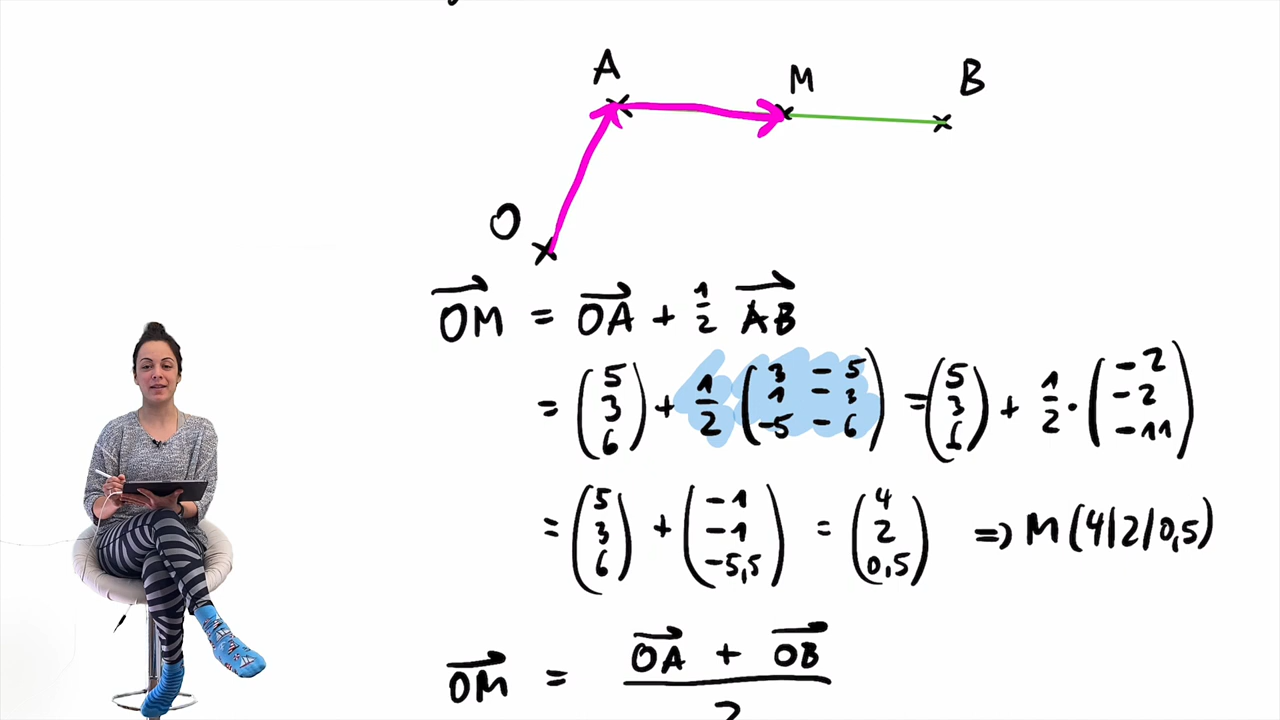 A M B
O
OM = OA + 1/2 AB
= (5 3 6) + 1/2 (3 - 5 1 - 3 -5 - 6) = (5 3 6) + 1/2 · (-2 -2 -11)
= (5 3 6) + (-1 -1 -5,5) = (4 2 0,5) => M (4|2|0,5)
OM = (OA + OB)/2